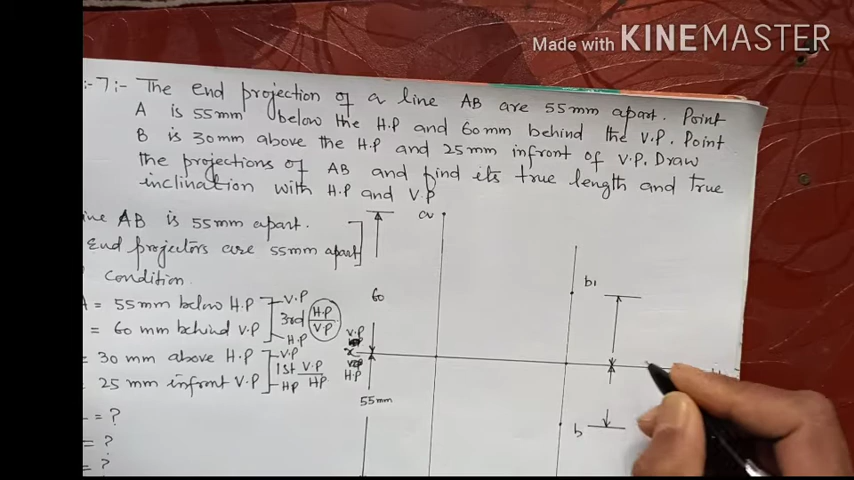 Made with KINEMASTER
:-7:- The end projection of a line AB are 55mm apart. Point
A is 55mm below the H.P and 60mm behind the V.P. Point
B is 30mm above the H.P and 25mm infront of V.P. Draw
the projections of AB and find its true length and True
inclination with H.P and V.P
ine AB is 55mm apart.
End projectors are 55mm apart
condition
A = 55mm below H.P V.P
= 60 mm behind V.P H.P
3rd H.P V.P
= 30 mm above H.P V.P
25 mm infront V.P HP
1st V.P HP
= ?
= ?
= ?
a
60
V.P
X
H.P
55mm
b1
b